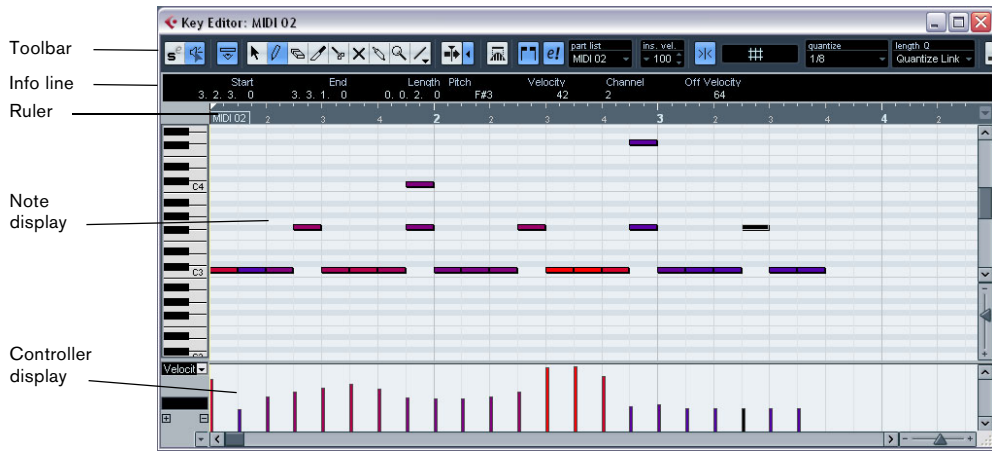 Key Editor: MIDI 02
Toolbar
part list
ins. vel.
quantize
length Q
MIDI 02
100
1/8
Quantize Link
Info line
Start End Length Pitch Velocity Channel Off Velocity
3. 2. 3. 0 3. 3. 1. 0 0. 0. 2. 0 F#3 42 2 64
Ruler
MIDI 02 2 3 4 2 2 3 4 3 2 3 4 4 2
C4
Note
display
C3
Controller
display
Velocit